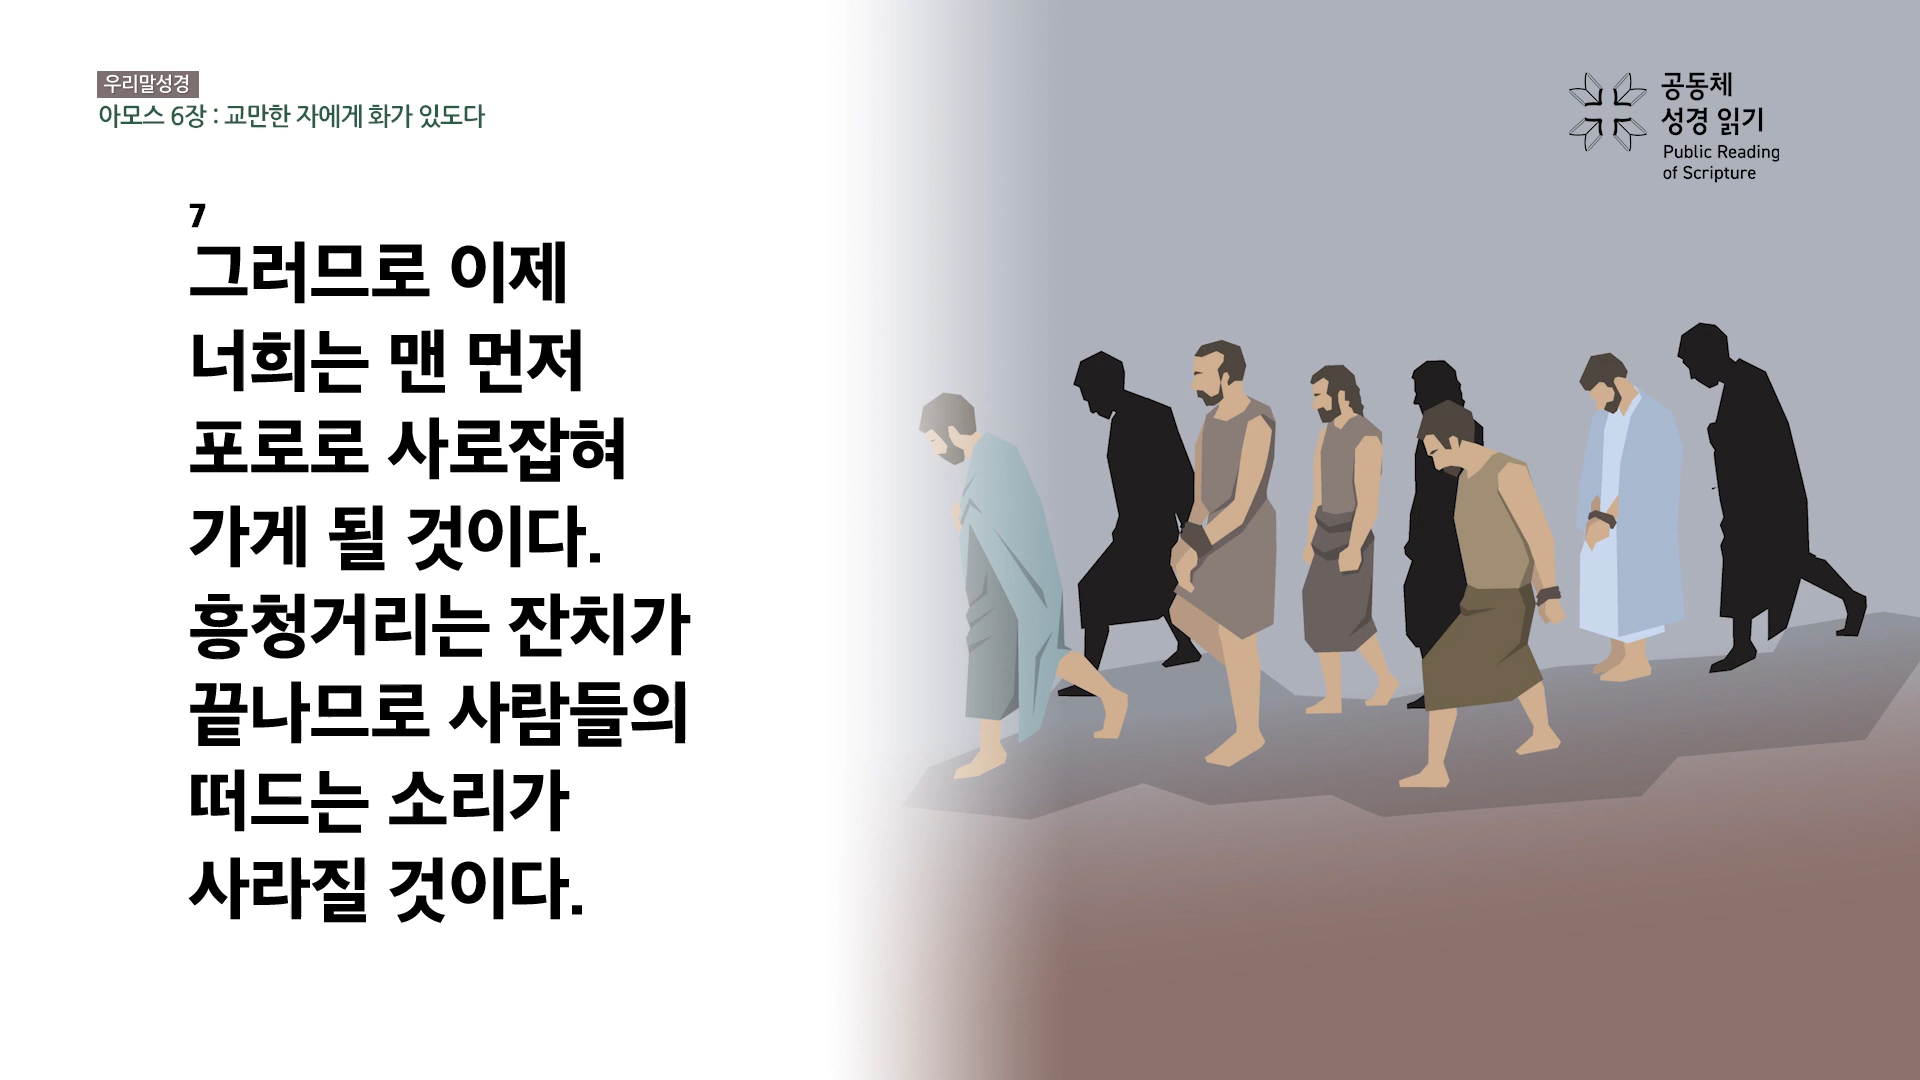 우리말성경
아모스 6장 : 교만한 자에게 화가 있도다
공동체
성경 읽기
Public Reading
of Scripture
7
그러므로 이제
너희는 맨 먼저
포로로 사로잡혀
가게 될 것이다.
흥청거리는 잔치가
끝나므로 사람들의
떠드는 소리가
사라질 것이다.